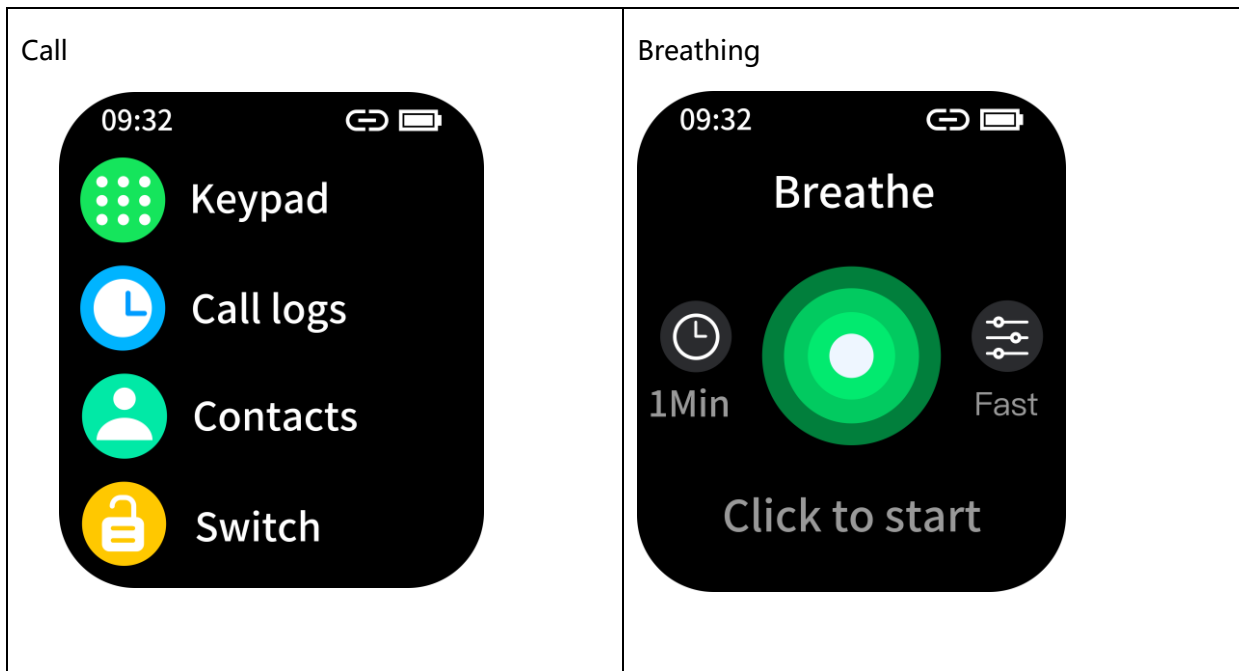 Call
09:32
Keypad
Call logs
Contacts
Switch
Breathing
09:32
Breathe
1Min
Fast
Click to start